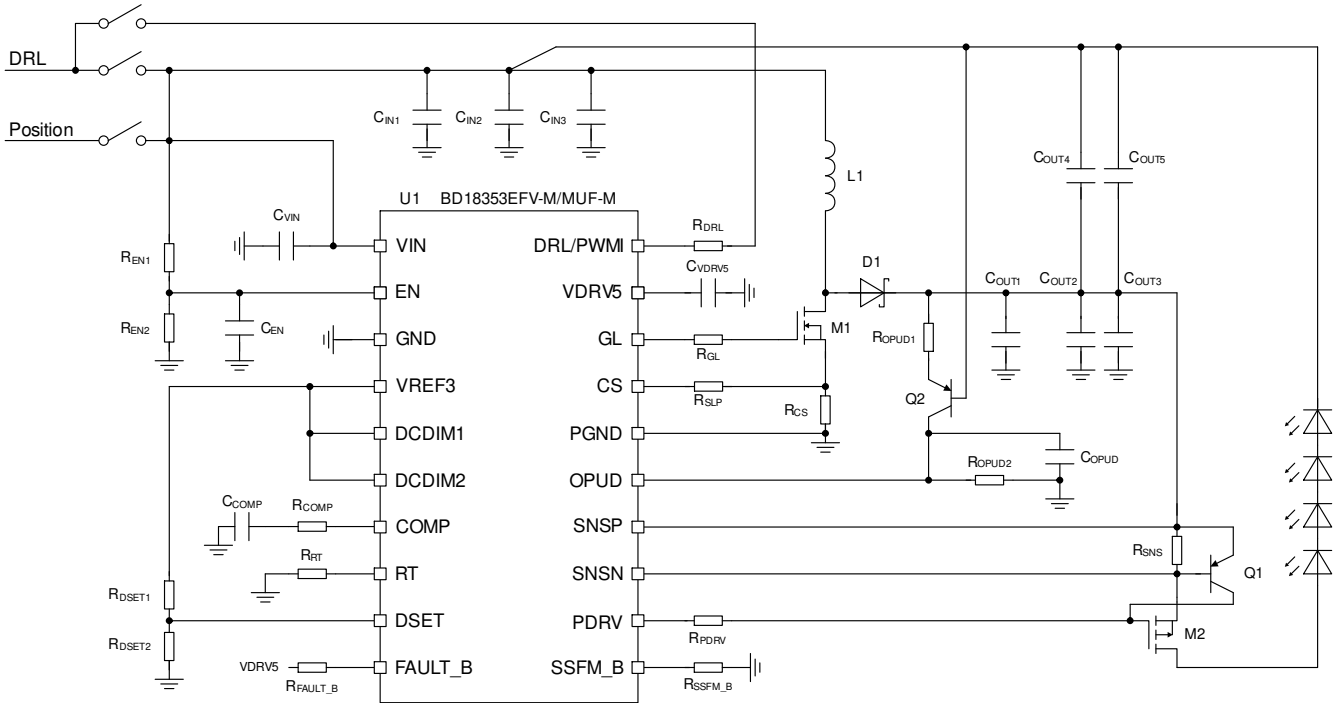 DRL
Position
CIN1
CIN2
CIN3
L1
COUT4
COUT5
U1 BD18353EFV-M/MUF-M
CVIN
VIN
DRL/PWMI
RDRL
REN1
EN
VDRV5
CVDRV5
D1
COUT1
COUT2
COUT3
REN2
CEN
GND
GL
RGL
M1
ROPUD1
VREF3
CS
RSLP
RCS
Q2
DCDIM1
PGND
DCDIM2
OPUD
ROPUD2
COPUD
CCOMP
RCOMP
COMP
SNSP
RSNS
RRT
RT
SNSN
Q1
RDSET1
DSET
PDRV
RPDRV
M2
RDSET2
VDRV5
RFAULT_B
FAULT_B
SSFM_B
RSSFM_B